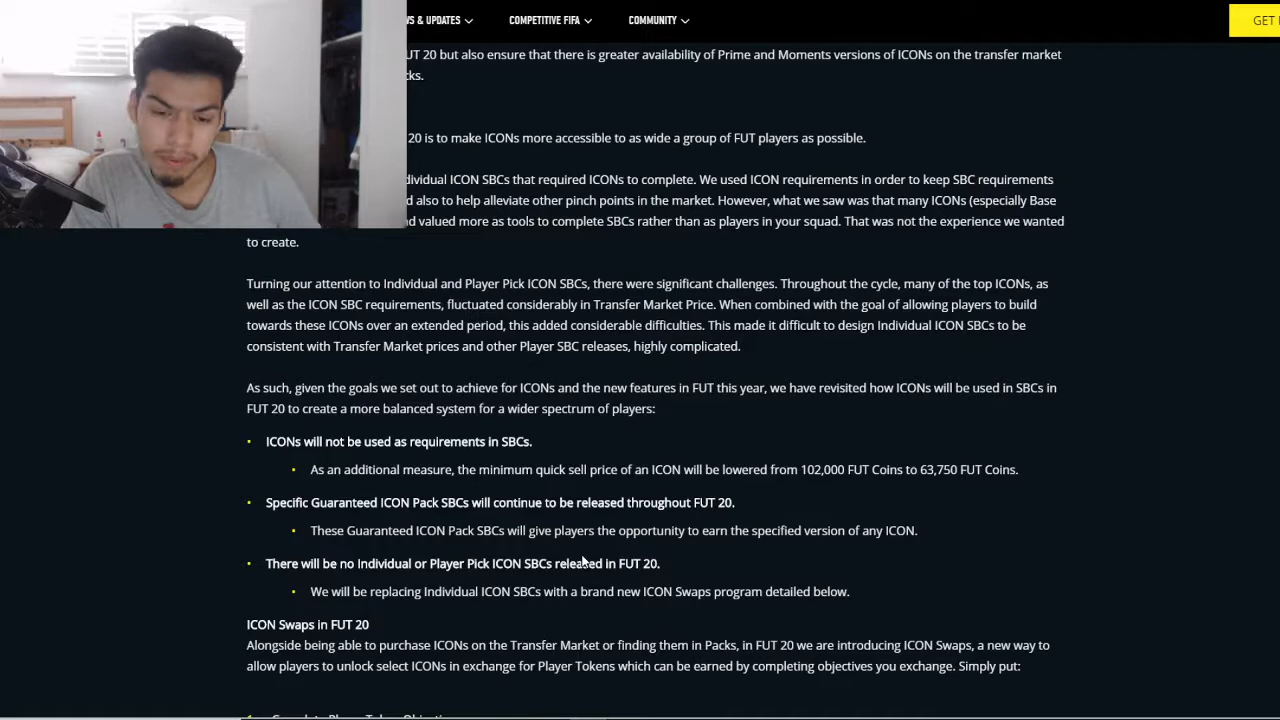 WS & UPDATES COMPETITIVE FIFA COMMUNITY GET
UT 20 but also ensure that there is greater availability of Prime and Moments versions of ICONs on the transfer market
cks.
20 is to make ICONs more accessible to as wide a group of FUT players as possible.
dividual ICON SBCs that required ICONs to complete. We used ICON requirements in order to keep SBC requirements
d also to help alleviate other pinch points in the market. However, what we saw was that many ICONs (especially Base
d valued more as tools to complete SBCs rather than as players in your squad. That was not the experience we wanted
to create.
Turning our attention to Individual and Player Pick ICON SBCs, there were significant challenges. Throughout the cycle, many of the top ICONs, as
well as the ICON SBC requirements, fluctuated considerably in Transfer Market Price. When combined with the goal of allowing players to build
towards these ICONs over an extended period, this added considerable difficulties. This made it difficult to design Individual ICON SBCs to be
consistent with Transfer Market prices and other Player SBC releases, highly complicated.
As such, given the goals we set out to achieve for ICONs and the new features in FUT this year, we have revisited how ICONs will be used in SBCs in
FUT 20 to create a more balanced system for a wider spectrum of players:
• ICONs will not be used as requirements in SBCs.
• As an additional measure, the minimum quick sell price of an ICON will be lowered from 102,000 FUT Coins to 63,750 FUT Coins.
• Specific Guaranteed ICON Pack SBCs will continue to be released throughout FUT 20.
• These Guaranteed ICON Pack SBCs will give players the opportunity to earn the specified version of any ICON.
• There will be no Individual or Player Pick ICON SBCs released in FUT 20.
• We will be replacing Individual ICON SBCs with a brand new ICON Swaps program detailed below.
ICON Swaps in FUT 20
Alongside being able to purchase ICONs on the Transfer Market or finding them in Packs, in FUT 20 we are introducing ICON Swaps, a new way to
allow players to unlock select ICONs in exchange for Player Tokens which can be earned by completing objectives you exchange. Simply put: